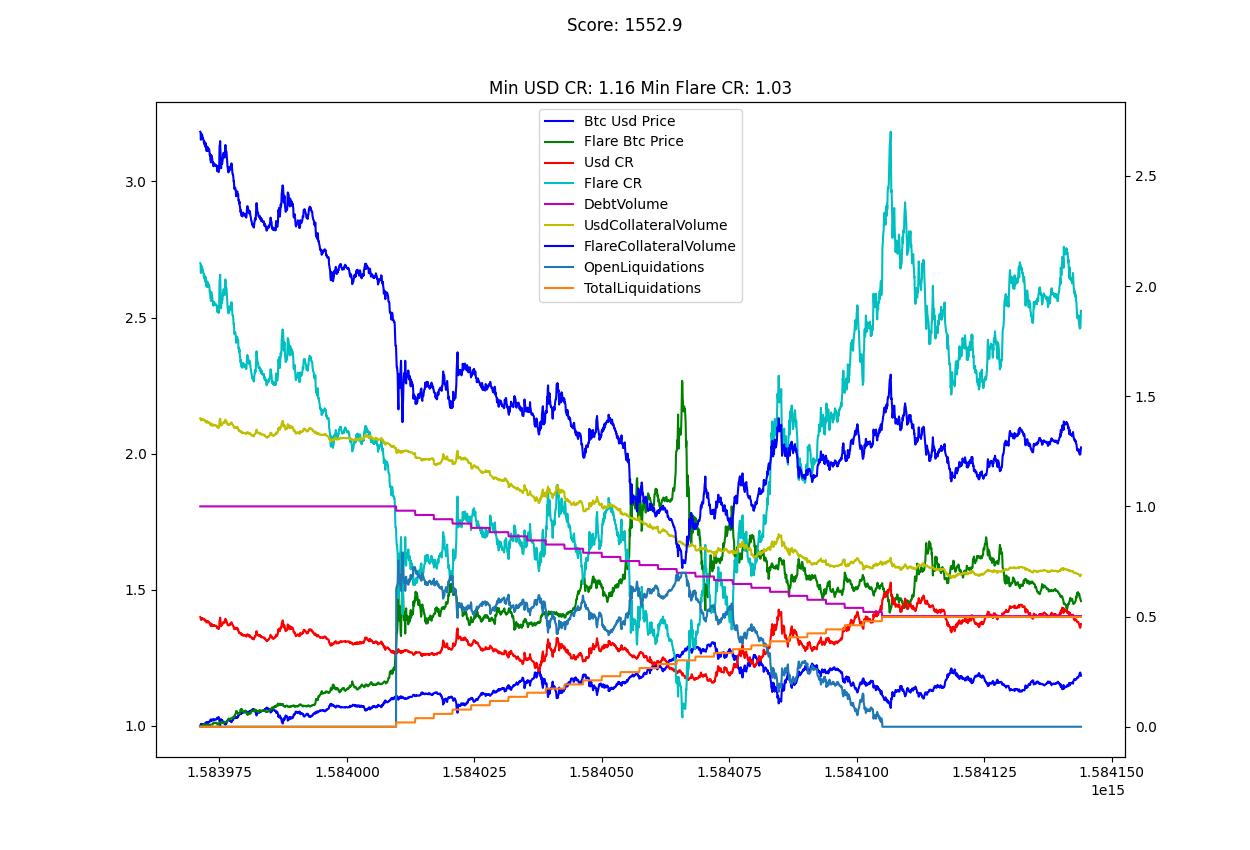 Score: 1552.9
Min USD CR: 1.16 Min Flare CR: 1.03
Btc Usd Price
Flare Btc Price
Usd CR
Flare CR
DebtVolume
UsdCollateralVolume
FlareCollateralVolume
OpenLiquidations
TotalLiquidations
3.0
2.5
2.0
1.5
1.0
2.5
2.0
1.5
1.0
0.5
0.0
1.583975 1.584000 1.584025 1.584050 1.584075 1.584100 1.584125 1.584150
1e15